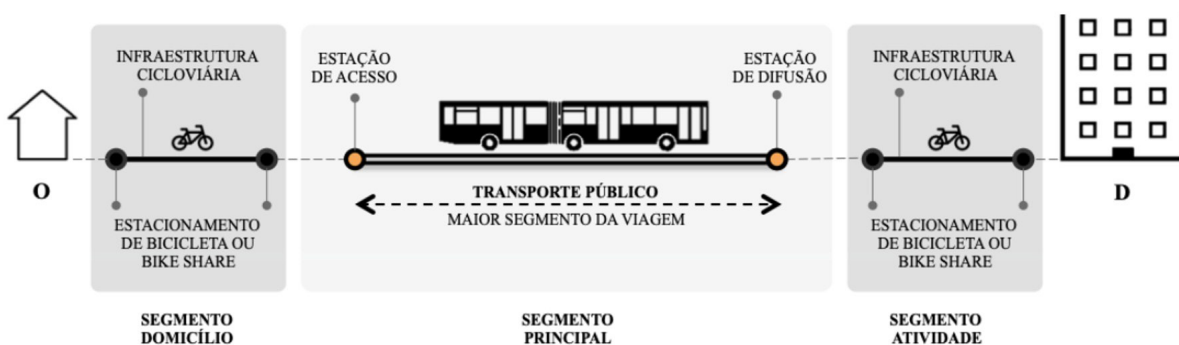 INFRAESTRUTURA
CICLOVIÁRIA
ESTAÇÃO
DE ACESSO
ESTAÇÃO
DE DIFUSÃO
INFRAESTRUTURA
CICLOVIÁRIA
O
TRANSPORTE PÚBLICO
MAIOR SEGMENTO DA VIAGEM
D
ESTACIONAMENTO
DE BICICLETA OU
BIKE SHARE
ESTACIONAMENTO
DE BICICLETA OU
BIKE SHARE
SEGMENTO
DOMICÍLIO
SEGMENTO
PRINCIPAL
SEGMENTO
ATIVIDADE